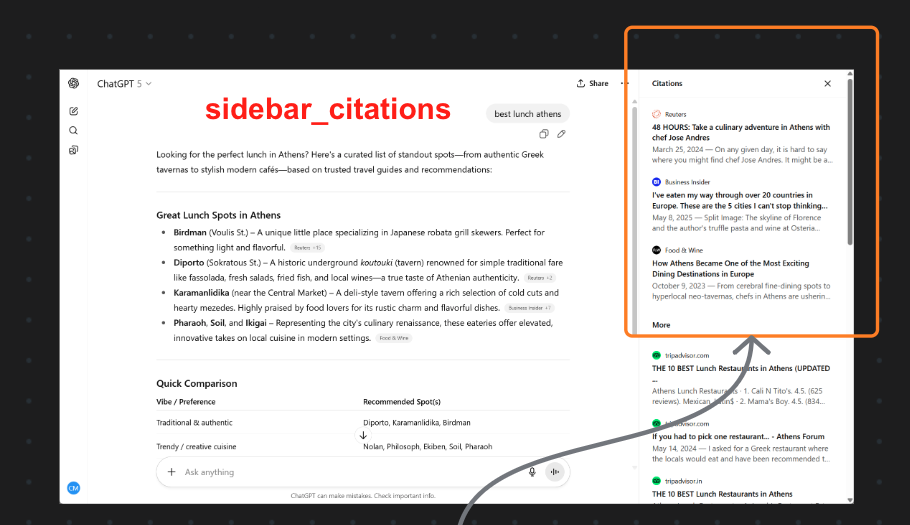 ChatGPT 5
Share
sidebar_citations
best lunch athens
Looking for the perfect lunch in Athens? Here's a curated list of standout spots—from authentic Greek
tavernas to stylish modern cafés—based on trusted travel guides and recommendations:
Great Lunch Spots in Athens
• Birdman (Voulis St.) – A unique little place specializing in Japanese robata grill skewers. Perfect for
something light and flavorful. Reuters +15
• Diporto (Sokratous St.) – A historic underground koutouki (tavern) renowned for simple traditional fare
like fassolada, fresh salads, fried fish, and local wines—a true taste of Athenian authenticity. Reuters +2
• Karamanlidika (near the Central Market) – A deli-style tavern offering a rich selection of cold cuts and
hearty mezedes. Highly praised by food lovers for its rustic charm and flavorful dishes. Business Insider +1
• Pharaoh, Soil, and Ikigai – Representing the city's culinary renaissance, these eateries offer elevated,
innovative takes on local cuisine in modern settings. Food & Wine
Quick Comparison
Vibe / Preference Recommended Spot(s)
Traditional & authentic Diporto, Karamanlidika, Birdman
Trendy / creative cuisine Nolan, Philosoph, Ekiben, Soil, Pharaoh
Ask anything
ChatGPT can make mistakes. Check important info.
CM
Citations
Reuters
48 HOURS: Take a culinary adventure in Athens with
chef Jose Andres
March 25, 2024 — On any given day, it is hard to say
where you might find chef Jose Andres. It might be a...
Business Insider
I've eaten my way through over 20 countries in
Europe. These are the 5 cities I can't stop thinking...
May 8, 2025 — Split Image: The skyline of Florence
and the author's truffle pasta and wine at Osteria...
Food & Wine
How Athens Became One of the Most Exciting
Dining Destinations in Europe
October 9, 2023 — From cerebral fine-dining spots to
hyperlocal neo-tavernas, chefs in Athens are usherin...
More
tripadvisor.com
THE 10 BEST Lunch Restaurants in Athens (UPDATED
...
Athens Lunch Restaurants · 1. Cali N Tito's. 4.5. (625
reviews). Mexican, Latin$ · 2. Mama's Boy. 4.5. (834...
tripadvisor.com
If you had to pick one restaurant... - Athens Forum
May 14, 2024 — I asked for a Greek restaurant where
the locals would eat and have been recommended t...
tripadvisor.in
THE 10 BEST Lunch Restaurants in Athens